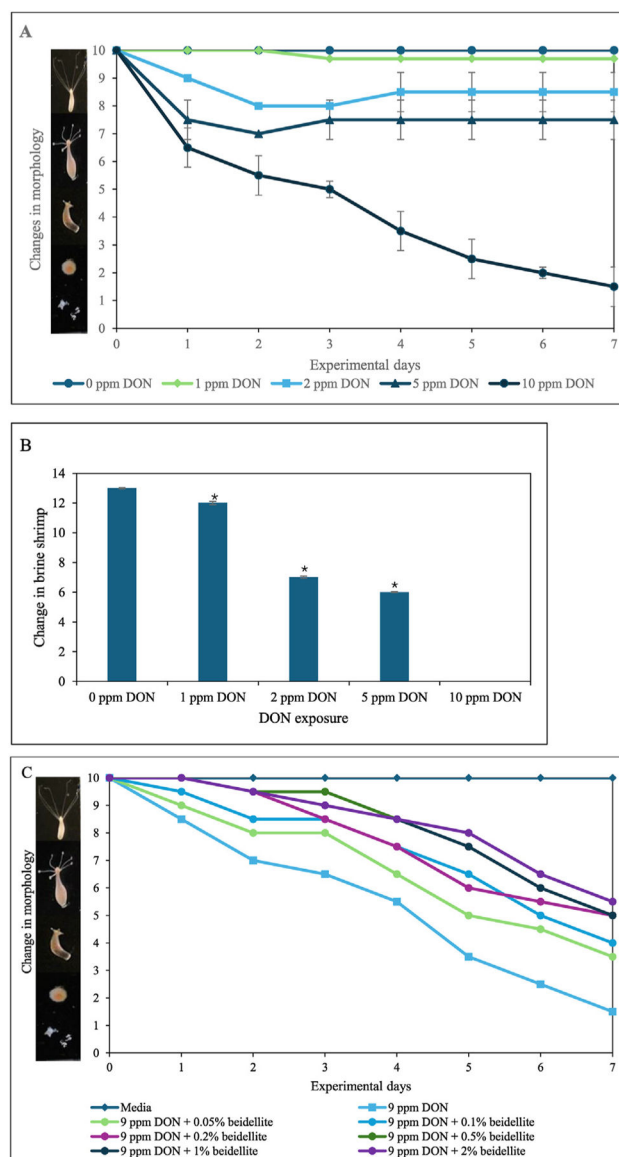 A
Changes in morphology
10
9
8
7
6
5
4
3
2
1
0
0 1 2 3 4 5 6 7
Experimental days
0 ppm DON 1 ppm DON 2 ppm DON 5 ppm DON 10 ppm DON
B
Change in brine shrimp
14
12
10
8
6
4
2
0
* * *
0 ppm DON 1 ppm DON 2 ppm DON 5 ppm DON 10 ppm DON
DON exposure
C
Change in morphology
10
9
8
7
6
5
4
3
2
1
0
0 1 2 3 4 5 6 7
Experimental days
Media 9 ppm DON
9 ppm DON + 0.05% beidellite 9 ppm DON + 0.1% beidellite
9 ppm DON + 0.2% beidellite 9 ppm DON + 0.5% beidellite
9 ppm DON + 1% beidellite 9 ppm DON + 2% beidellite